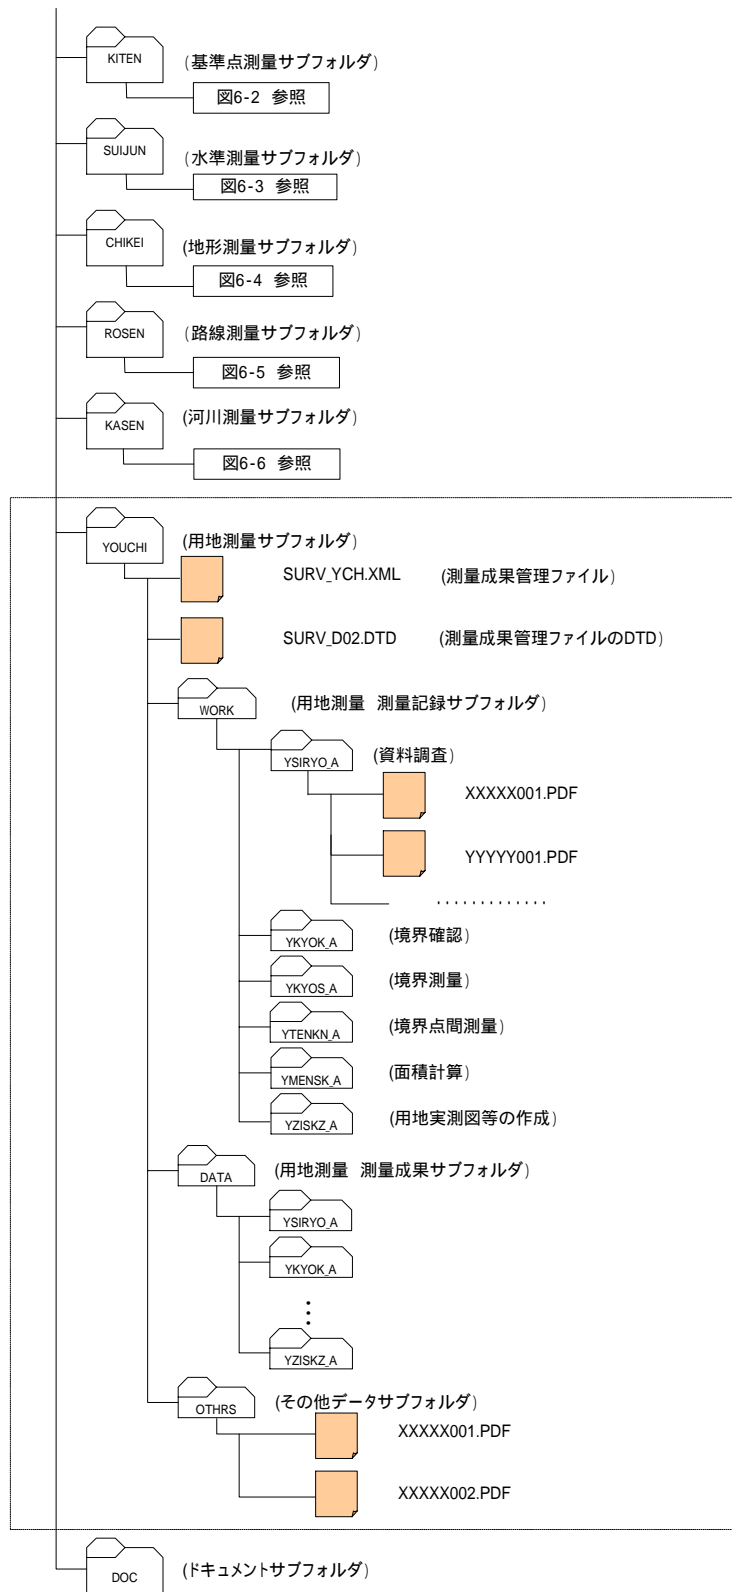 KITEN (基準点測量サブフォルダ)
図6-2 参照
SUIJUN (水準測量サブフォルダ)
図6-3 参照
CHIKEI (地形測量サブフォルダ)
図6-4 参照
ROSEN (路線測量サブフォルダ)
図6-5 参照
KASEN (河川測量サブフォルダ)
図6-6 参照
YOUCHI (用地測量サブフォルダ)
SURV_YCH.XML (測量成果管理ファイル)
SURV_D02.DTD (測量成果管理ファイルのDTD)
WORK (用地測量 測量記録サブフォルダ)
YSIRYO_A (資料調査)
XXXXX001.PDF
YYYYY001.PDF
．．．．．．．．．．．．．
YKYOK_A (境界確認)
YKYOS_A (境界測量)
YTENKN_A (境界点間測量)
YMENSK_A (面積計算)
YZISKZ_A (用地実測図等の作成)
DATA (用地測量 測量成果サブフォルダ)
YSIRYO_A
YKYOK_A
⋮
YZISKZ_A
OTHRS (その他データサブフォルダ)
XXXXX001.PDF
XXXXX002.PDF
DOC (ドキュメントサブフォルダ)